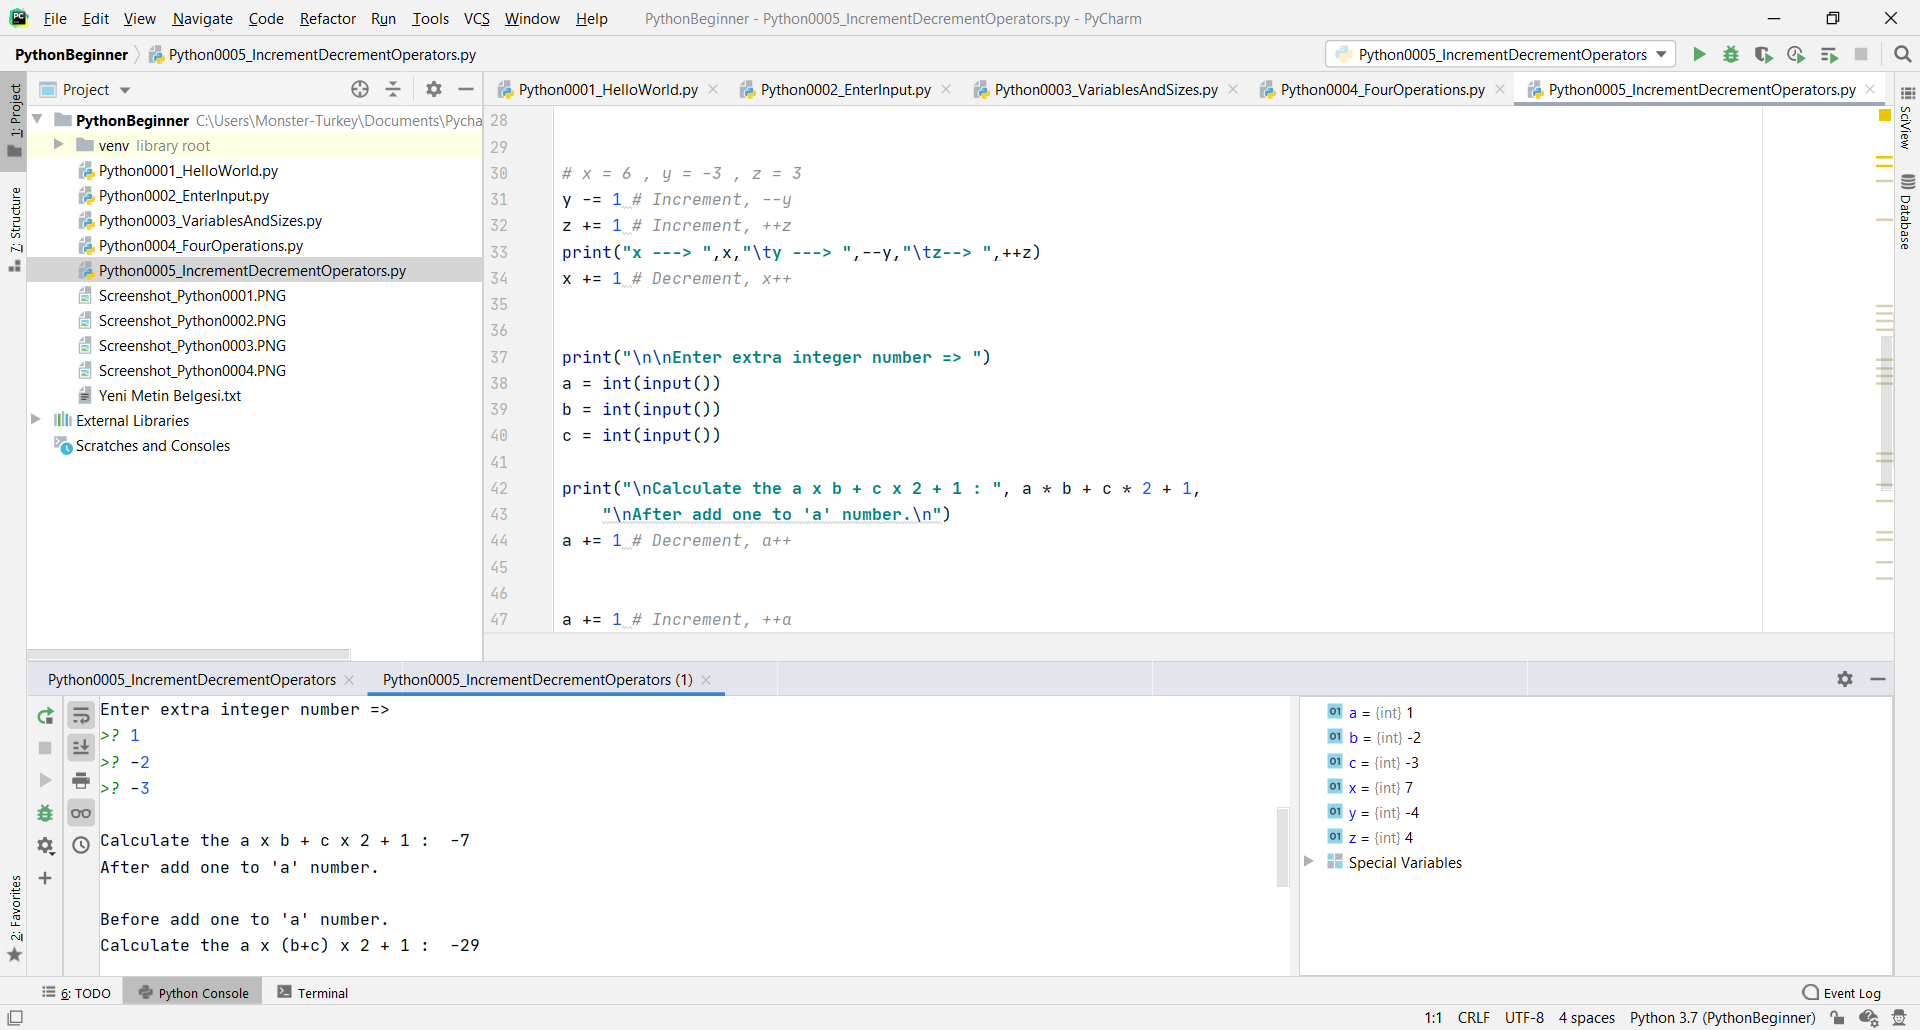 File Edit View Navigate Code Refactor Run Tools VCS Window Help PythonBeginner - Python0005_IncrementDecrementOperators.py - PyCharm
PythonBeginner Python0005_IncrementDecrementOperators.py Python0005_IncrementDecrementOperators
1: Project
7: Structure
2: Favorites
Project
PythonBeginner C:\Users\Monster-Turkey\Documents\Pycha
venv library root
Python0001_HelloWorld.py
Python0002_EnterInput.py
Python0003_VariablesAndSizes.py
Python0004_FourOperations.py
Python0005_IncrementDecrementOperators.py
Screenshot_Python0001.PNG
Screenshot_Python0002.PNG
Screenshot_Python0003.PNG
Screenshot_Python0004.PNG
Yeni Metin Belgesi.txt
External Libraries
Scratches and Consoles
Python0001_HelloWorld.py Python0002_EnterInput.py Python0003_VariablesAndSizes.py Python0004_FourOperations.py Python0005_IncrementDecrementOperators.py
28
29
30 # x = 6 , y = -3 , z = 3
31 y -= 1 # Increment, --y
32 z += 1 # Increment, ++z
33 print("x ---> ",x,"\ty ---> ",--y,"\tz--> ",++z)
34 x += 1 # Decrement, x++
35
36
37 print("\n\nEnter extra integer number => ")
38 a = int(input())
39 b = int(input())
40 c = int(input())
41
42 print("\nCalculate the a x b + c x 2 + 1 : ", a * b + c * 2 + 1,
43 "\nAfter add one to 'a' number.\n")
44 a += 1 # Decrement, a++
45
46
47 a += 1 # Increment, ++a
SciView
Database
Python0005_IncrementDecrementOperators Python0005_IncrementDecrementOperators (1)
Enter extra integer number =>
>? 1
>? -2
>? -3
Calculate the a x b + c x 2 + 1 :  -7
After add one to 'a' number.
Before add one to 'a' number.
Calculate the a x (b+c) x 2 + 1 :  -29
01 a = {int} 1
01 b = {int} -2
01 c = {int} -3
01 x = {int} 7
01 y = {int} -4
01 z = {int} 4
Special Variables
6: TODO Python Console Terminal Event Log
1:1 CRLF UTF-8 4 spaces Python 3.7 (PythonBeginner)